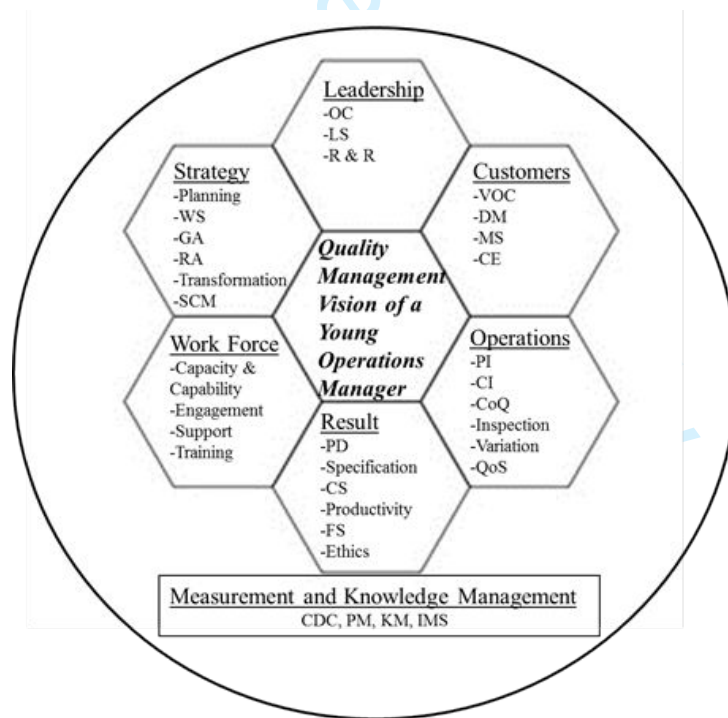 Leadership
-OC
-LS
-R & R
Strategy
-Planning
-WS
-GA
-RA
-Transformation
-SCM
Customers
-VOC
-DM
-MS
-CE
Quality
Management
Vision of a
Young
Operations
Manager
Work Force
-Capacity &
Capability
-Engagement
-Support
-Training
Operations
-PI
-CI
-CoQ
-Inspection
-Variation
-QoS
Result
-PD
-Specification
-CS
-Productivity
-FS
-Ethics
Measurement and Knowledge Management
CDC, PM, KM, IMS